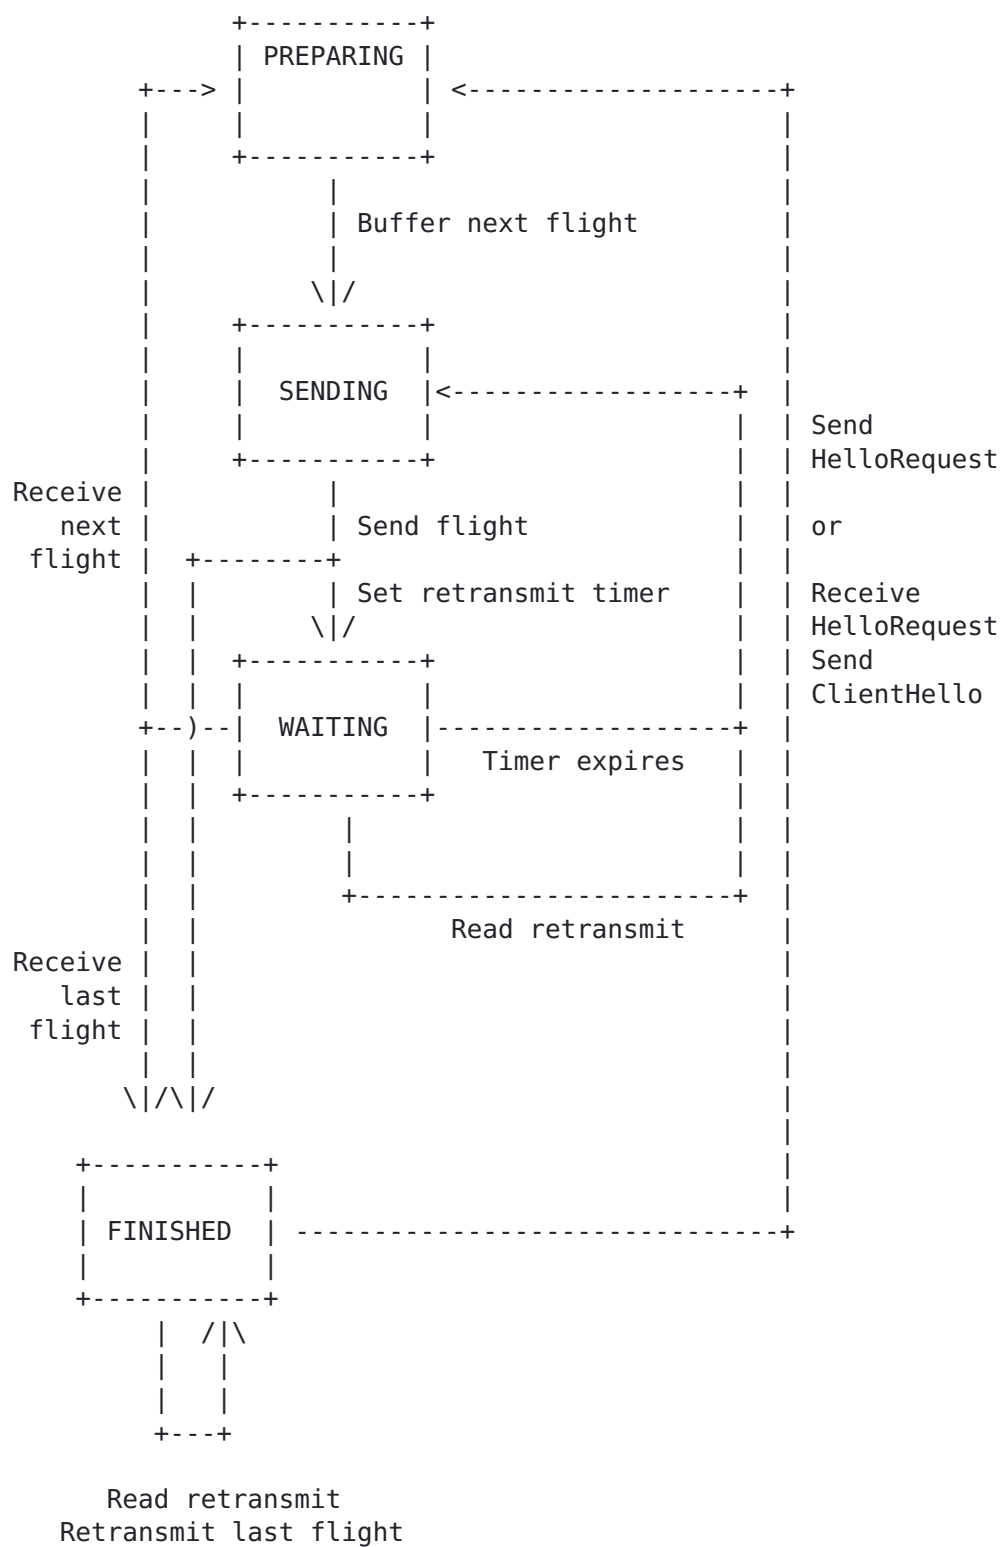 PREPARING
Buffer next flight
SENDING
Send
HelloRequest
Receive
next
flight
Send flight
or
Set retransmit timer
Receive
HelloRequest
Send
ClientHello
WAITING
Timer expires
Read retransmit
Receive
last
flight
FINISHED
Read retransmit
Retransmit last flight